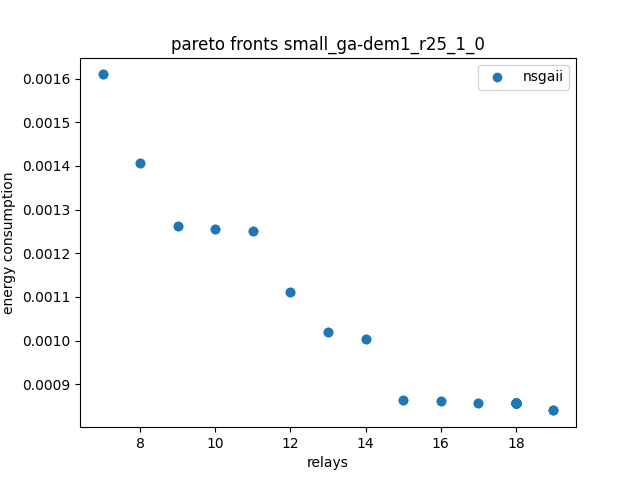 pareto fronts small_ga-dem1_r25_1_0
nsgaii
energy consumption
0.0016
0.0015
0.0014
0.0013
0.0012
0.0011
0.0010
0.0009
8 10 12 14 16 18
relays